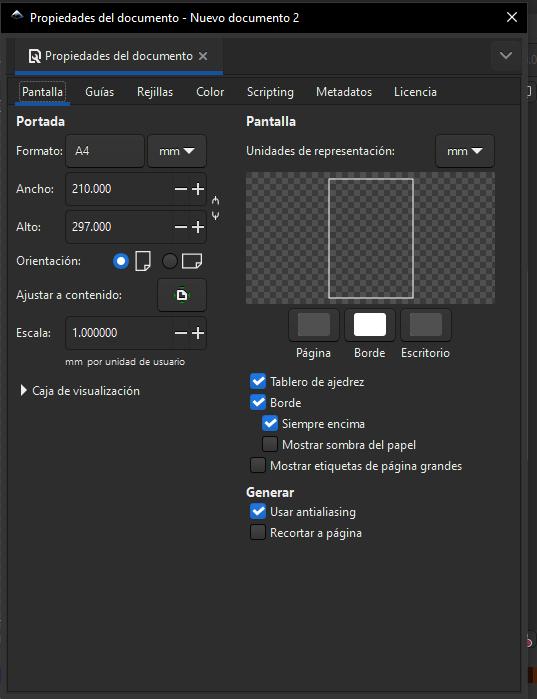 Propiedades del documento - Nuevo documento 2
Propiedades del documento
Pantalla Guías Rejillas Color Scripting Metadatos Licencia
Portada
Formato: A4 mm
Ancho: 210.000
Alto: 297.000
Orientación:
Ajustar a contenido:
Escala: 1.000000
mm por unidad de usuario
Caja de visualización
Pantalla
Unidades de representación: mm
Página Borde Escritorio
Tablero de ajedrez
Borde
Siempre encima
Mostrar sombra del papel
Mostrar etiquetas de página grandes
Generar
Usar antialiasing
Recortar a página